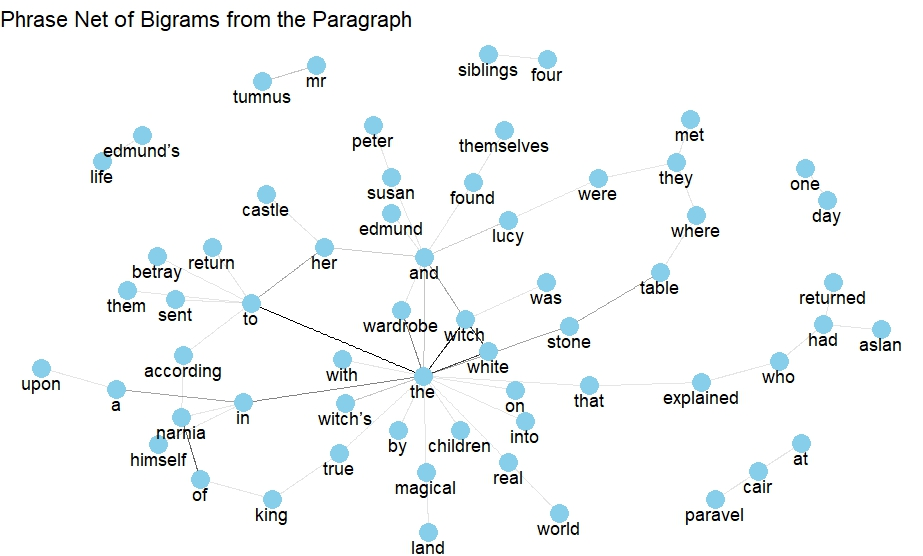 Phrase Net of Bigrams from the Paragraph
siblings
four
mr
tumnus
met
peter
themselves
edmund's
life
they
one
susan
found
were
castle
day
edmund
lucy
where
her
and
return
betray
them
sent
to
was
table
returned
wardrobe
witch
stone
had
aslan
white
according
with
the
who
upon
a
in
on
that
explained
narnia
witch's
into
by
children
himself
true
at
magical
real
cair
of
king
paravel
world
land